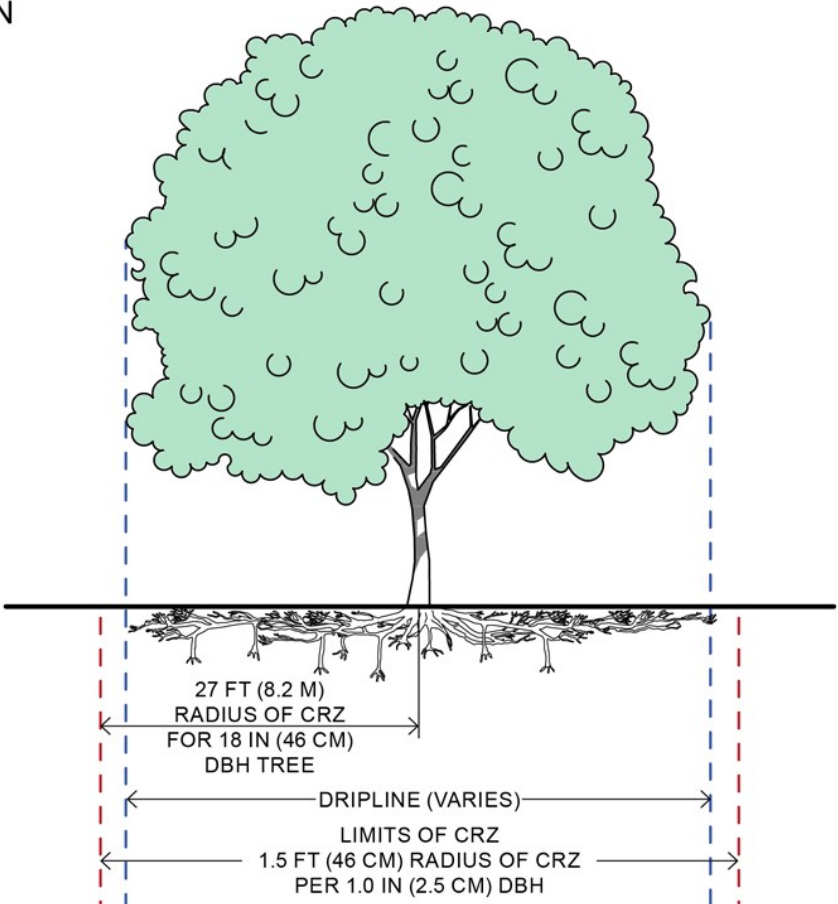 N
27 FT (8.2 M)
RADIUS OF CRZ
FOR 18 IN (46 CM)
DBH TREE
DRIPLINE (VARIES)
LIMITS OF CRZ
1.5 FT (46 CM) RADIUS OF CRZ
PER 1.0 IN (2.5 CM) DBH